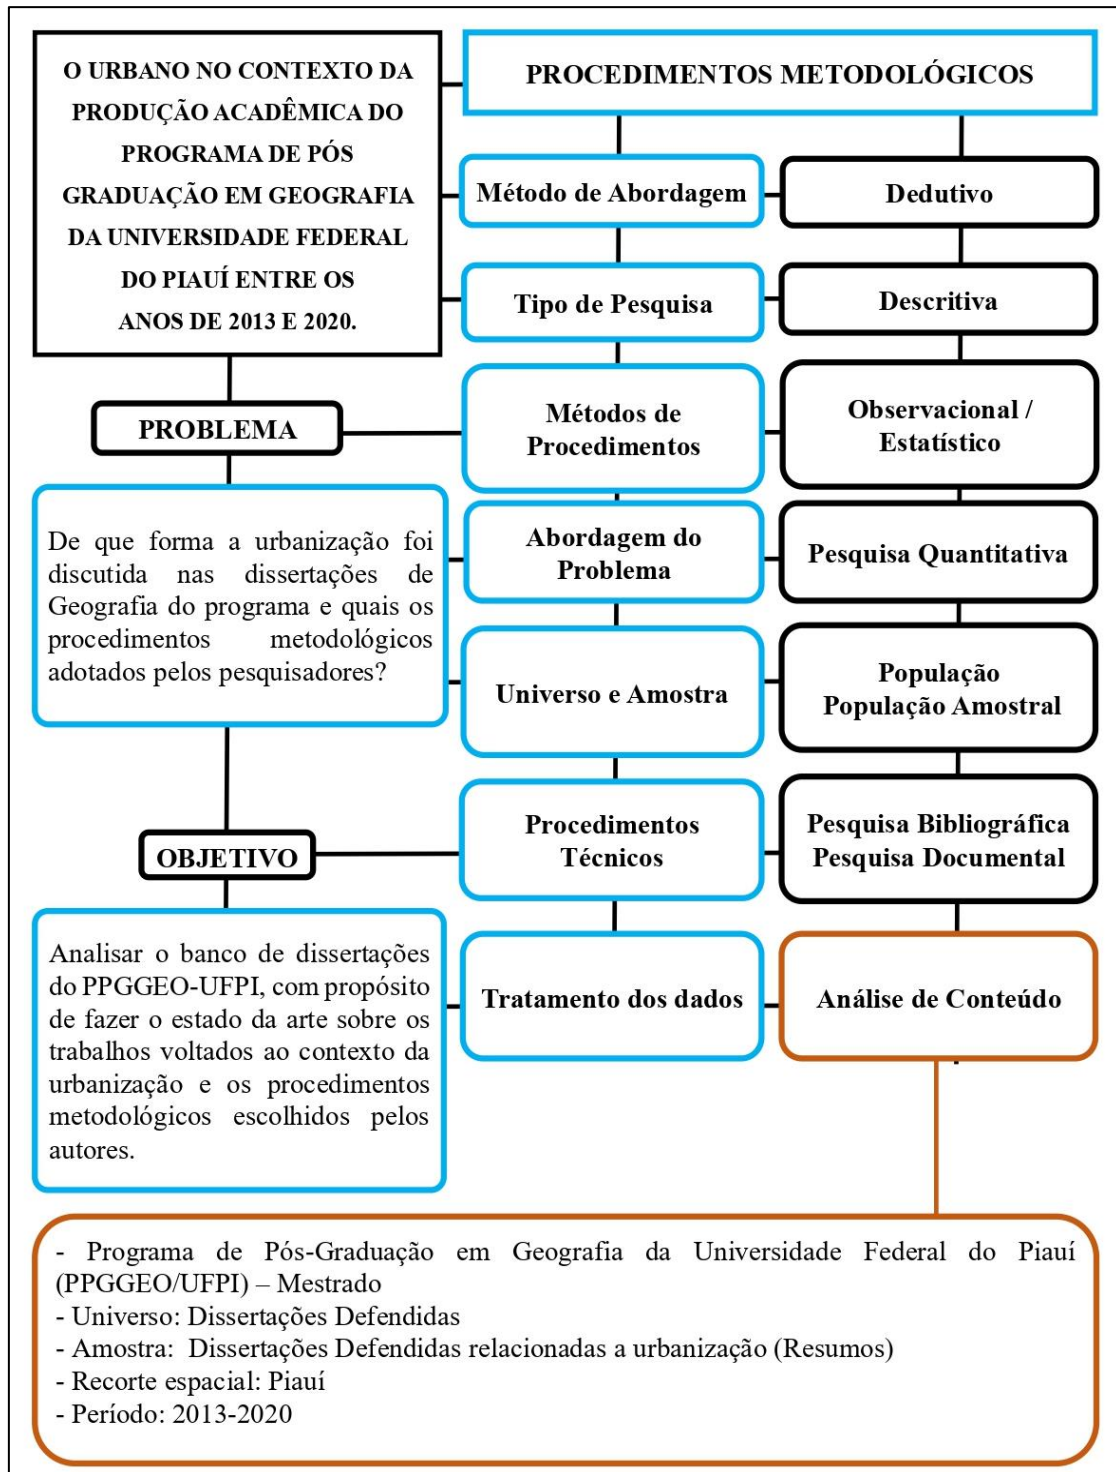 O URBANO NO CONTEXTO DA
PRODUÇÃO ACADÊMICA DO
PROGRAMA DE PÓS
GRADUAÇÃO EM GEOGRAFIA
DA UNIVERSIDADE FEDERAL
DO PIAUÍ ENTRE OS
ANOS DE 2013 E 2020.
PROBLEMA
De que forma a urbanização foi
discutida nas dissertações de
Geografia do programa e quais os
procedimentos metodológicos
adotados pelos pesquisadores?
OBJETIVO
Analisar o banco de dissertações
do PPGGEO-UFPI, com propósito
de fazer o estado da arte sobre os
trabalhos voltados ao contexto da
urbanização e os procedimentos
metodológicos escolhidos pelos
autores.
PROCEDIMENTOS METODOLÓGICOS
Método de Abordagem
Dedutivo
Tipo de Pesquisa
Descritiva
Métodos de
Procedimentos
Observacional /
Estatístico
Abordagem do
Problema
Pesquisa Quantitativa
Universo e Amostra
População
População Amostral
Procedimentos
Técnicos
Pesquisa Bibliográfica
Pesquisa Documental
Tratamento dos dados
Análise de Conteúdo
- Programa de Pós-Graduação em Geografia da Universidade Federal do Piauí
(PPGGEO/UFPI) – Mestrado
- Universo: Dissertações Defendidas
- Amostra: Dissertações Defendidas relacionadas a urbanização (Resumos)
- Recorte espacial: Piauí
- Período: 2013-2020